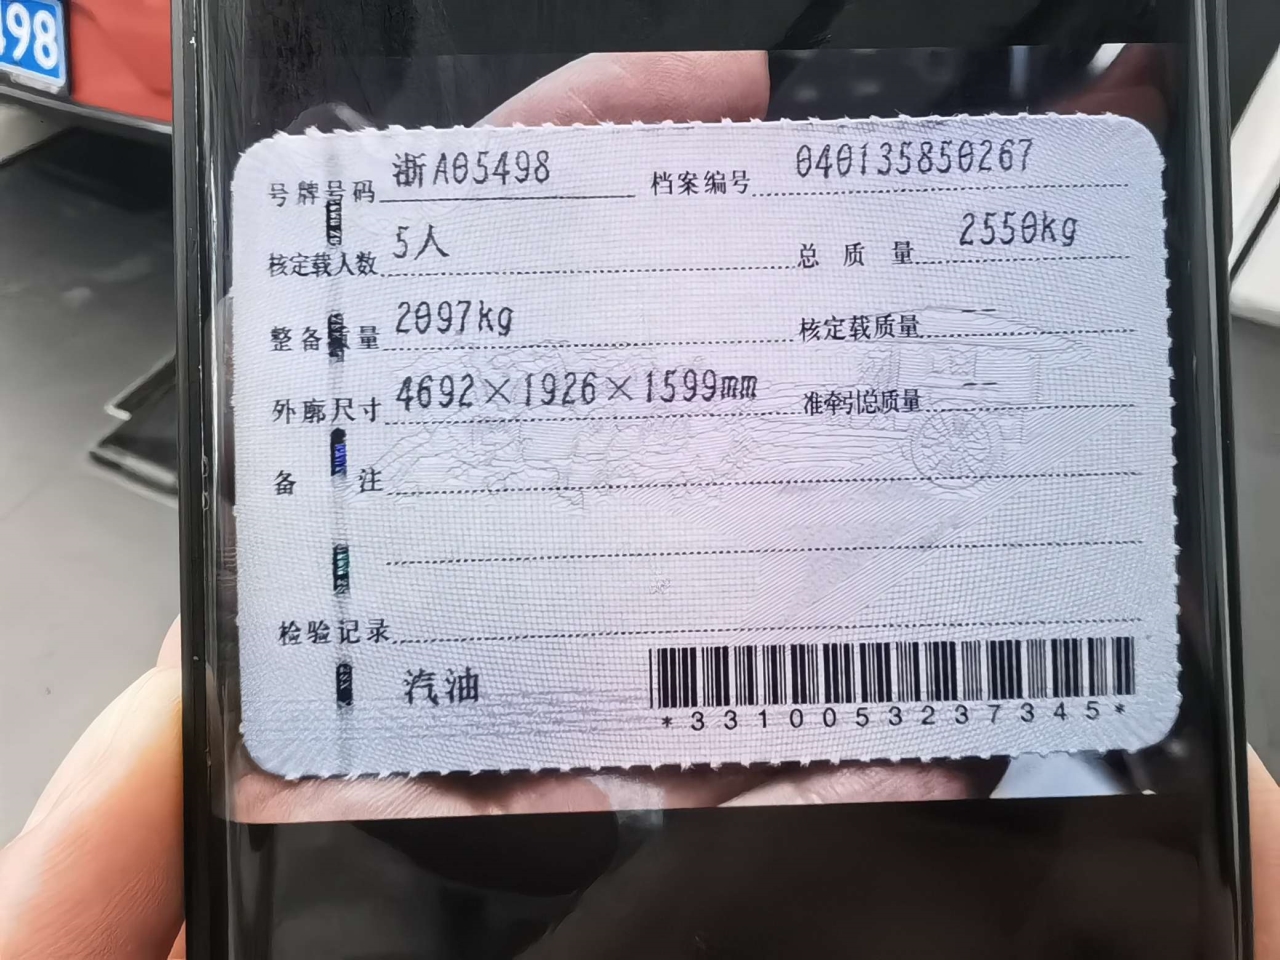 498
号牌号码 浙A05498 档案编号 040135850267
核定载人数 5人 总质量 2550kg
整备质量 2097kg 核定载质量 --
外廓尺寸 4692×1926×1599mm 准牵引总质量 --
备注
检验记录
汽油
*3310053237345*